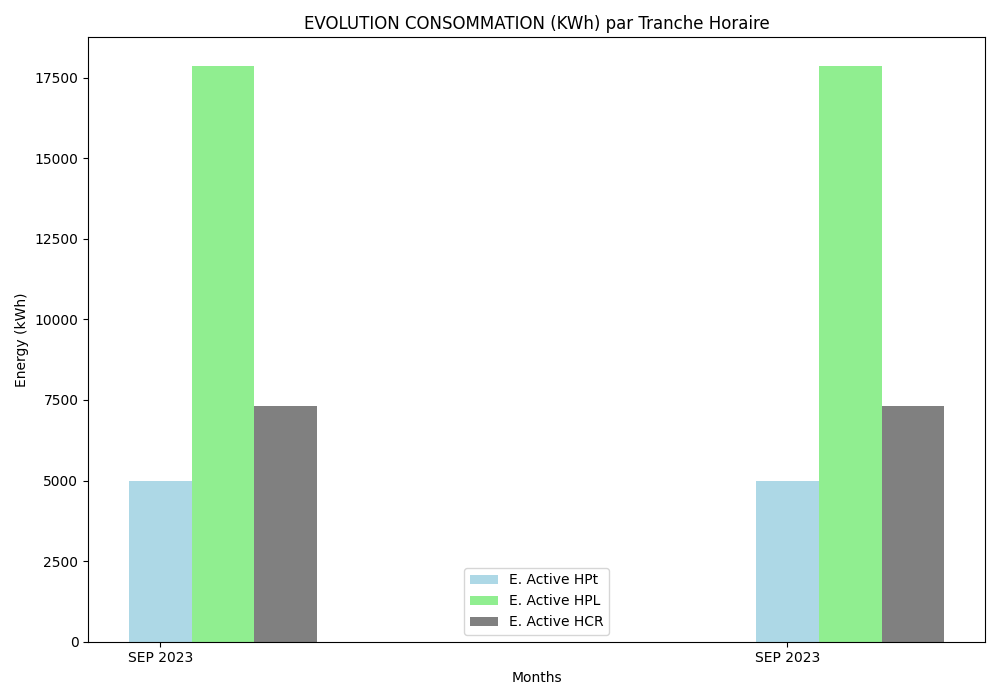 EVOLUTION CONSOMMATION (KWh) par Tranche Horaire
Energy (kWh)
17500
15000
12500
10000
7500
5000
2500
0
E. Active HPt
E. Active HPL
E. Active HCR
SEP 2023 SEP 2023
Months